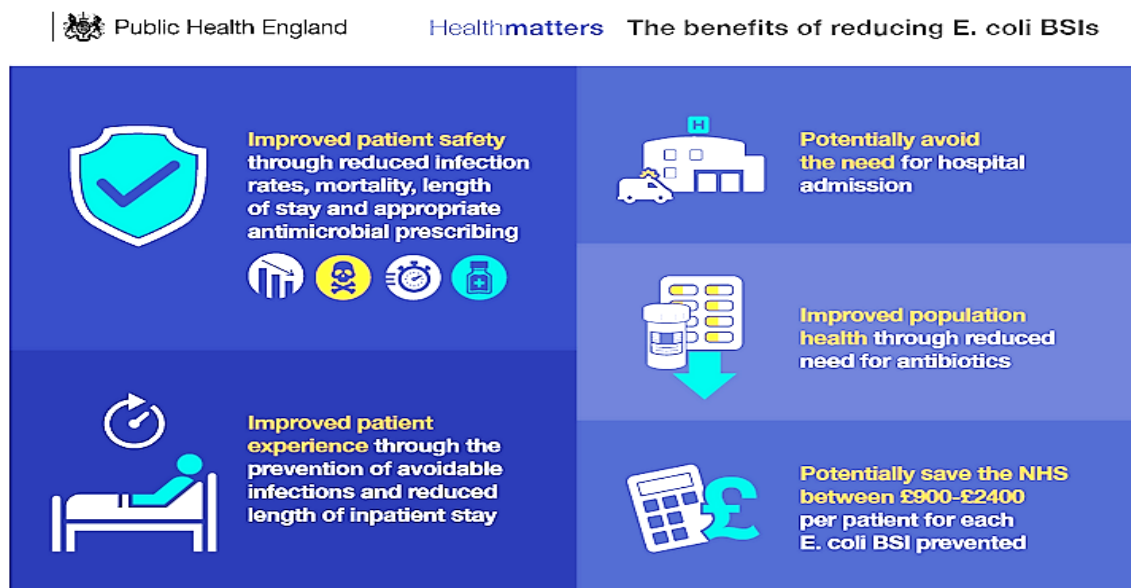 Public Health England
Healthmatters The benefits of reducing E. coli BSIs
Improved patient safety
through reduced infection
rates, mortality, length
of stay and appropriate
antimicrobial prescribing
Improved patient
experience through the
prevention of avoidable
infections and reduced
length of inpatient stay
H
Potentially avoid
the need for hospital
admission
Improved population
health through reduced
need for antibiotics
Potentially save the NHS
between £900-£2400
per patient for each
E. coli BSI prevented
£